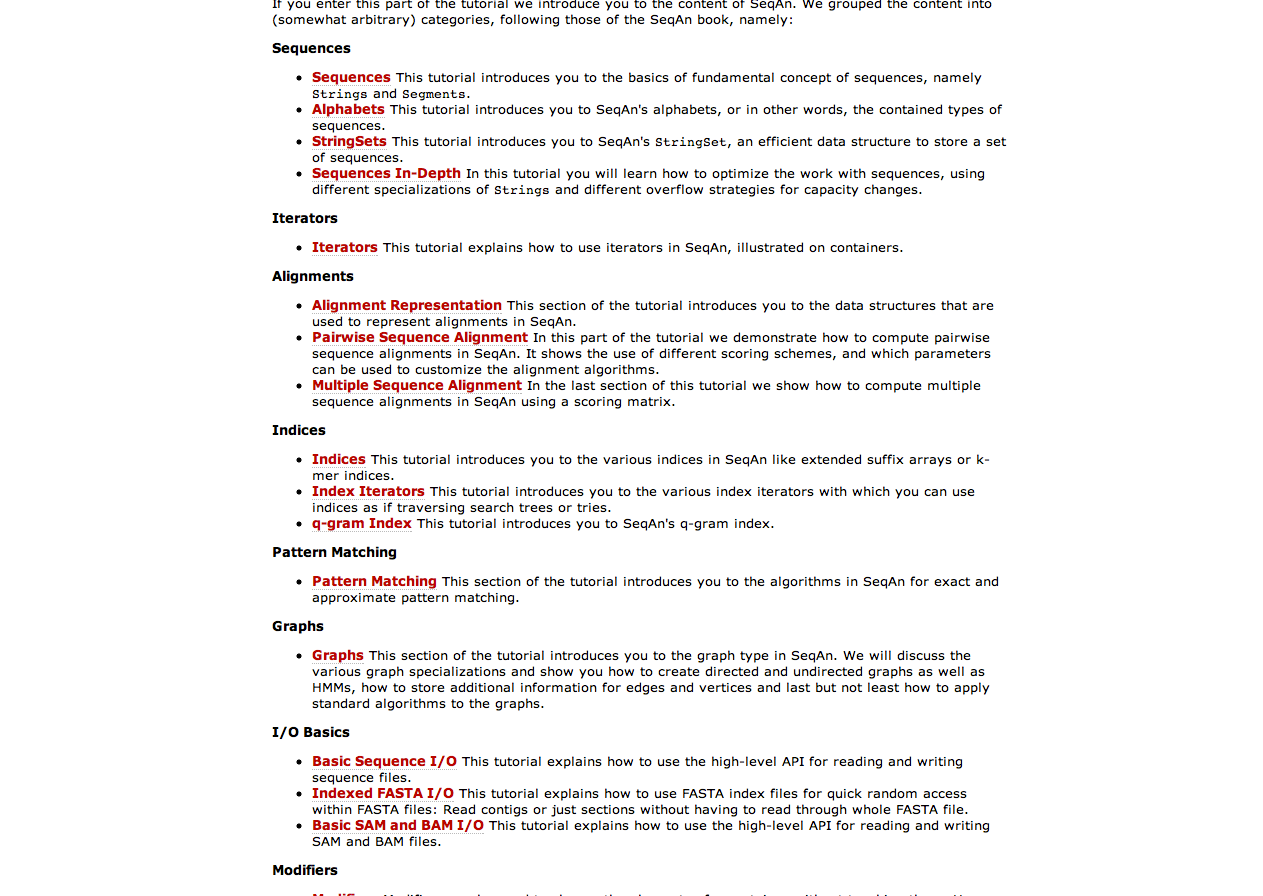 If you enter this part of the tutorial we introduce you to the content of SeqAn. We grouped the content into
(somewhat arbitrary) categories, following those of the SeqAn book, namely:
Sequences
Sequences This tutorial introduces you to the basics of fundamental concept of sequences, namely
Strings and Segments.
Alphabets This tutorial introduces you to SeqAn's alphabets, or in other words, the contained types of
sequences.
StringSets This tutorial introduces you to SeqAn's StringSet, an efficient data structure to store a set
of sequences.
Sequences In-Depth In this tutorial you will learn how to optimize the work with sequences, using
different specializations of Strings and different overflow strategies for capacity changes.
Iterators
Iterators This tutorial explains how to use iterators in SeqAn, illustrated on containers.
Alignments
Alignment Representation This section of the tutorial introduces you to the data structures that are
used to represent alignments in SeqAn.
Pairwise Sequence Alignment In this part of the tutorial we demonstrate how to compute pairwise
sequence alignments in SeqAn. It shows the use of different scoring schemes, and which parameters
can be used to customize the alignment algorithms.
Multiple Sequence Alignment In the last section of this tutorial we show how to compute multiple
sequence alignments in SeqAn using a scoring matrix.
Indices
Indices This tutorial introduces you to the various indices in SeqAn like extended suffix arrays or k-
mer indices.
Index Iterators This tutorial introduces you to the various index iterators with which you can use
indices as if traversing search trees or tries.
q-gram Index This tutorial introduces you to SeqAn's q-gram index.
Pattern Matching
Pattern Matching This section of the tutorial introduces you to the algorithms in SeqAn for exact and
approximate pattern matching.
Graphs
Graphs This section of the tutorial introduces you to the graph type in SeqAn. We will discuss the
various graph specializations and show you how to create directed and undirected graphs as well as
HMMs, how to store additional information for edges and vertices and last but not least how to apply
standard algorithms to the graphs.
I/O Basics
Basic Sequence I/O This tutorial explains how to use the high-level API for reading and writing
sequence files.
Indexed FASTA I/O This tutorial explains how to use FASTA index files for quick random access
within FASTA files: Read contigs or just sections without having to read through whole FASTA file.
Basic SAM and BAM I/O This tutorial explains how to use the high-level API for reading and writing
SAM and BAM files.
Modifiers